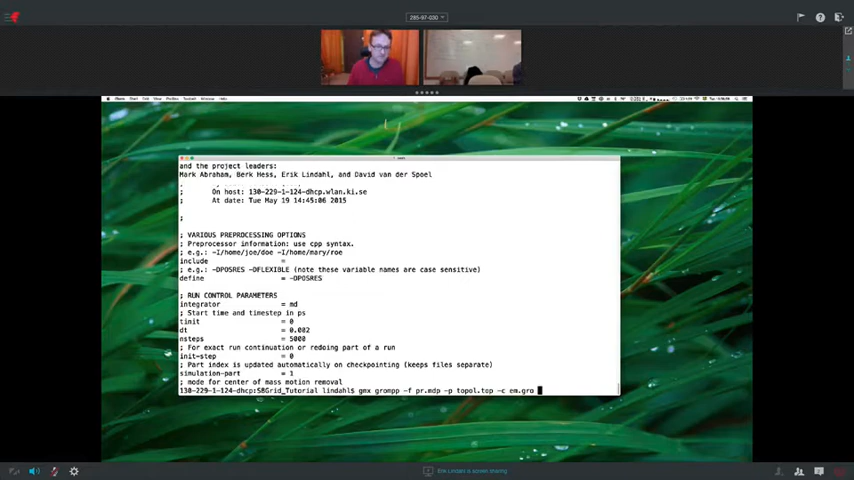 285-97-030
and the project leaders:
Mark Abraham, Berk Hess, Erik Lindahl, and David van der Spoel
;       On host: 130-229-1-124-dhcp.wlan.ki.se
;       At date: Tue May 19 14:45:06 2015
;
; VARIOUS PREPROCESSING OPTIONS
; Preprocessor information: use cpp syntax.
; e.g.: -I/home/joe/doe -I/home/mary/roe
include                  =
; e.g.: -DPOSRES -DFLEXIBLE (note these variable names are case sensitive)
define                   = -DPOSRES
; RUN CONTROL PARAMETERS
integrator               = md
; Start time and timestep in ps
tinit                    = 0
dt                       = 0.002
nsteps                   = 5000
; For exact run continuation or redoing part of a run
init-step                = 0
; Part index is updated automatically on checkpointing (keeps files separate)
simulation-part          = 1
; mode for center of mass motion removal
130-229-1-124-dhcp:SBGrid_Tutorial lindahl$ gmx grompp -f pr.mdp -p topol.top -c em.gro
Erik Lindahl is screen sharing